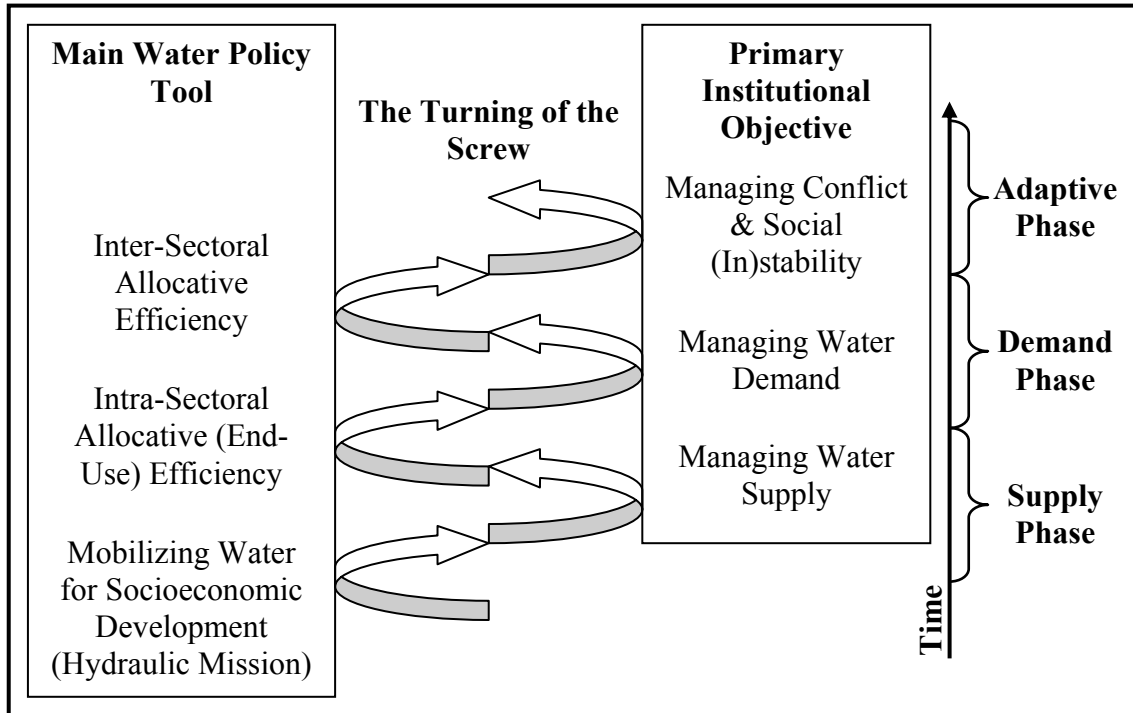 Main Water Policy
Tool
Inter-Sectoral
Allocative
Efficiency
Intra-Sectoral
Allocative (End-
Use) Efficiency
Mobilizing Water
for Socioeconomic
Development
(Hydraulic Mission)
The Turning of the
Screw
Primary
Institutional
Objective
Managing Conflict
& Social
(In)stability
Managing Water
Demand
Managing Water
Supply
Time
Adaptive
Phase
Demand
Phase
Supply
Phase